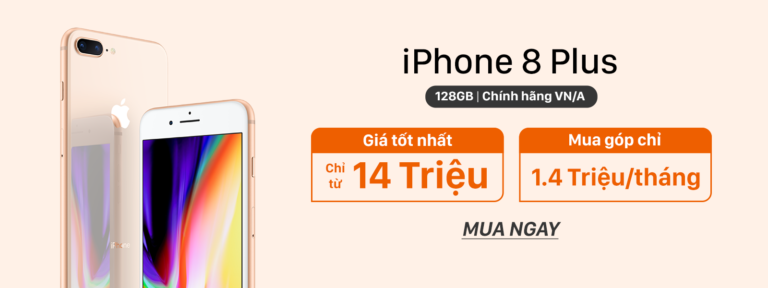 iPhone 8 Plus
128GB | Chính hãng VN/A
Giá tốt nhất
Chỉ từ 14 Triệu
Mua góp chỉ
1.4 Triệu/tháng
MUA NGAY
iPhone